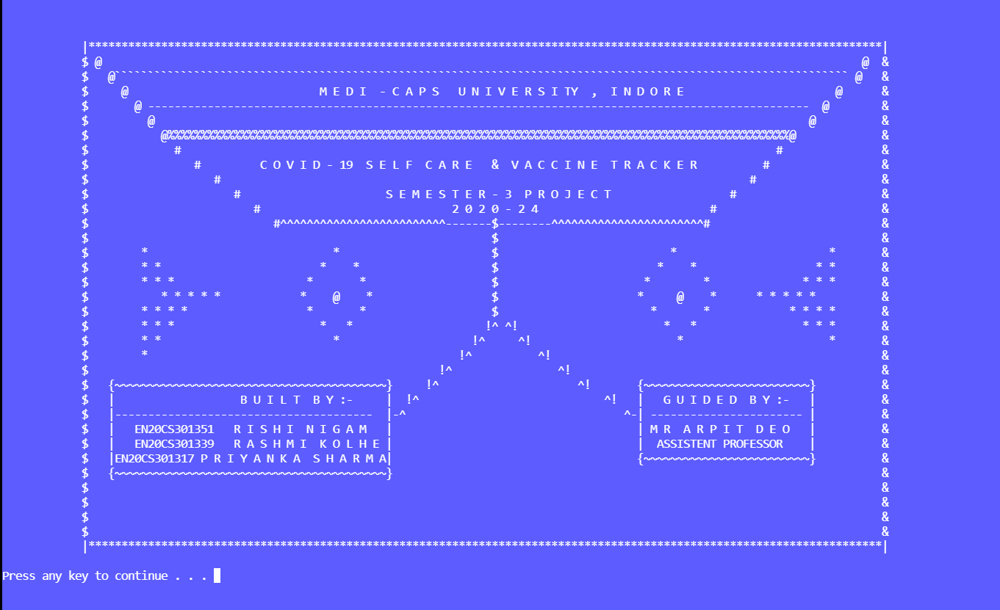 M E D I - C A P S U N I V E R S I T Y , I N D O R E
C O V I D - 19 S E L F C A R E & V A C C I N E T R A C K E R
S E M E S T E R - 3 P R O J E C T
2 0 2 0 - 2 4
B U I L T B Y :-
EN20CS301351 R I S H I N I G A M
EN20CS301339 R A S H M I K O L H E
EN20CS301317 P R I Y A N K A S H A R M A
G U I D E D B Y :-
M R A R P I T D E O
ASSISTENT PROFESSOR
Press any key to continue . . .